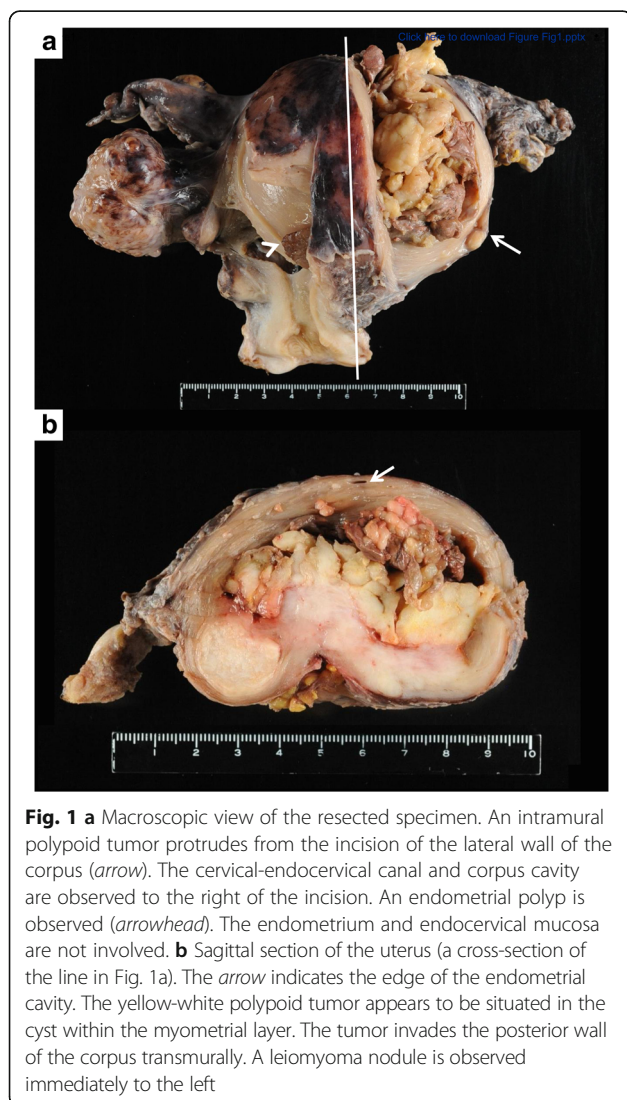 a
Click here to download Figure Fig1.pptx
1 2 3 4 5 6 7 8 9 10
b
1 2 3 4 5 6 7 8 9 10
Fig. 1 a Macroscopic view of the resected specimen. An intramural
polypoid tumor protrudes from the incision of the lateral wall of the
corpus (arrow). The cervical-endocervical canal and corpus cavity
are observed to the right of the incision. An endometrial polyp is
observed (arrowhead). The endometrium and endocervical mucosa
are not involved. b Sagittal section of the uterus (a cross-section of
the line in Fig. 1a). The arrow indicates the edge of the endometrial
cavity. The yellow-white polypoid tumor appears to be situated in the
cyst within the myometrial layer. The tumor invades the posterior wall
of the corpus transmurally. A leiomyoma nodule is observed
immediately to the left